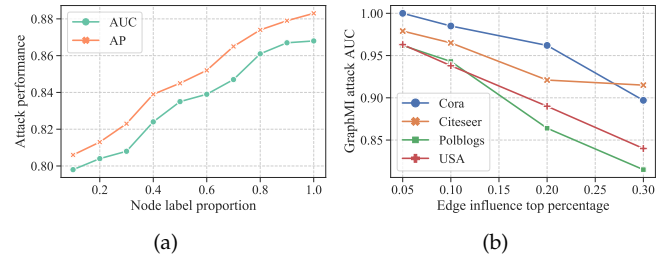 AUC
AP
Attack performance
0.88
0.86
0.84
0.82
0.80
0.2 0.4 0.6 0.8 1.0
Node label proportion
(a)
GraphMI attack AUC
1.00
0.95
0.90
0.85
Cora
Citeseer
Polblogs
USA
0.05 0.10 0.15 0.20 0.25 0.30
Edge influence top percentage
(b)